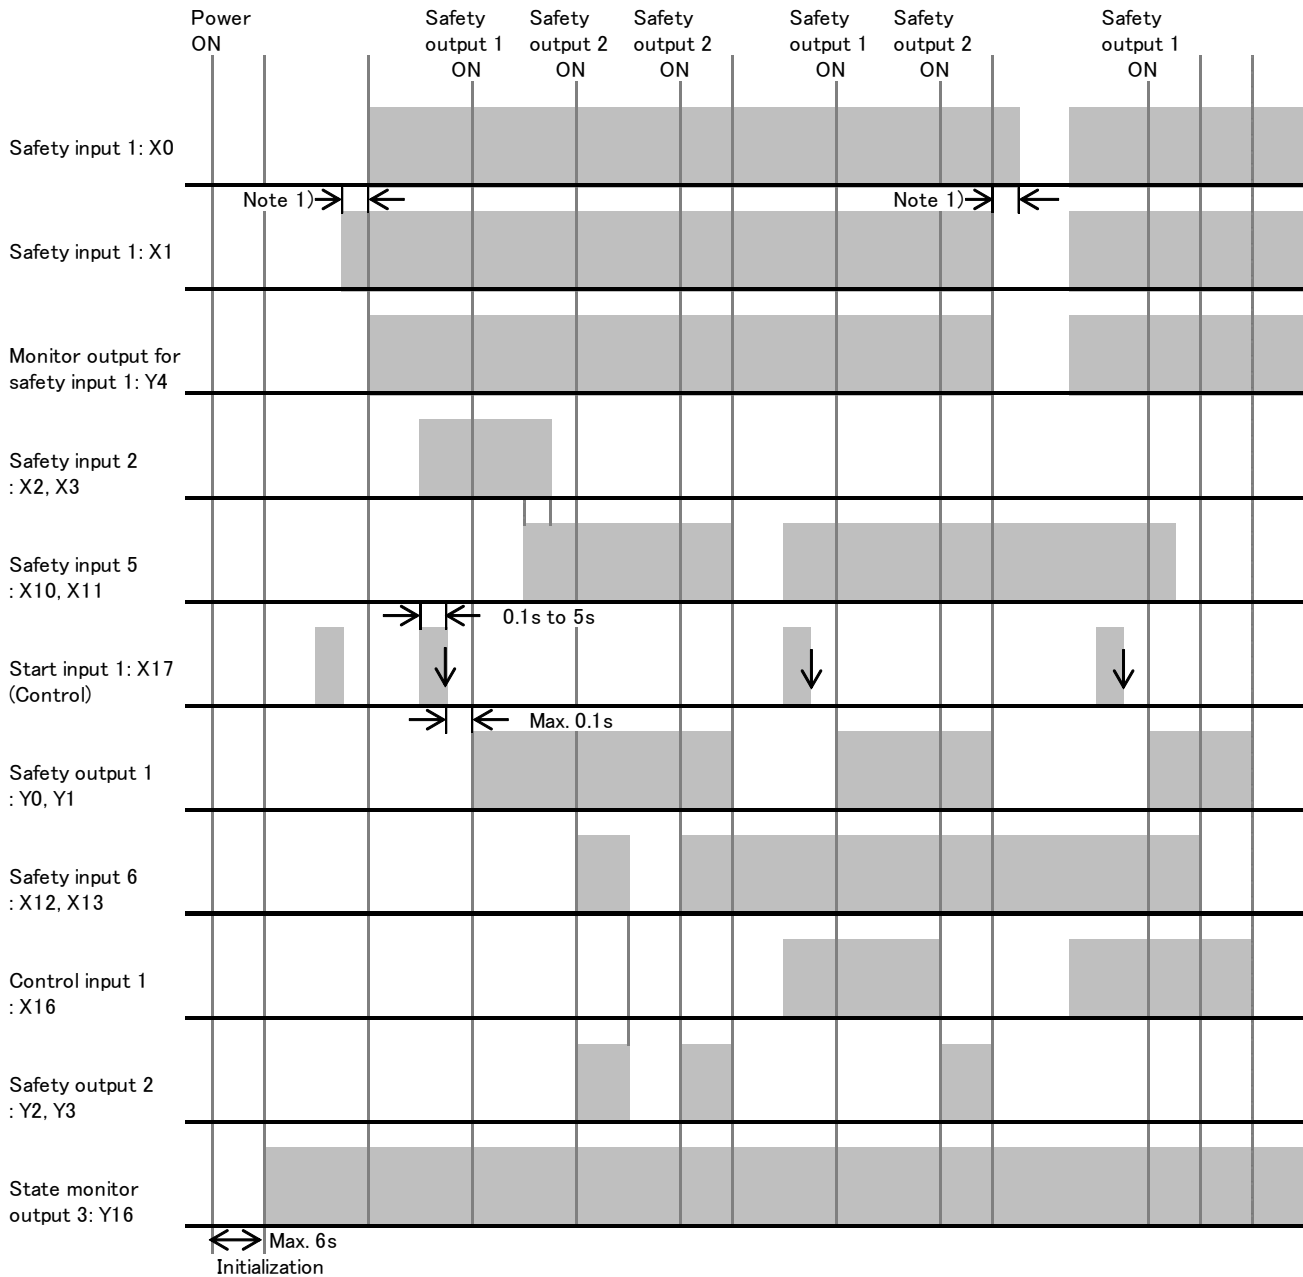 Power
ON
Safety
output 1
ON
Safety
output 2
ON
Safety
output 2
ON
Safety
output 1
ON
Safety
output 2
ON
Safety
output 1
ON
Safety input 1: X0
Note 1)
Note 1)
Safety input 1: X1
Monitor output for
safety input 1: Y4
Safety input 2
: X2, X3
Safety input 5
: X10, X11
0.1s to 5s
Start input 1: X17
(Control)
Max. 0.1s
Safety output 1
: Y0, Y1
Safety input 6
: X12, X13
Control input 1
: X16
Safety output 2
: Y2, Y3
State monitor
output 3: Y16
Max. 6s
Initialization